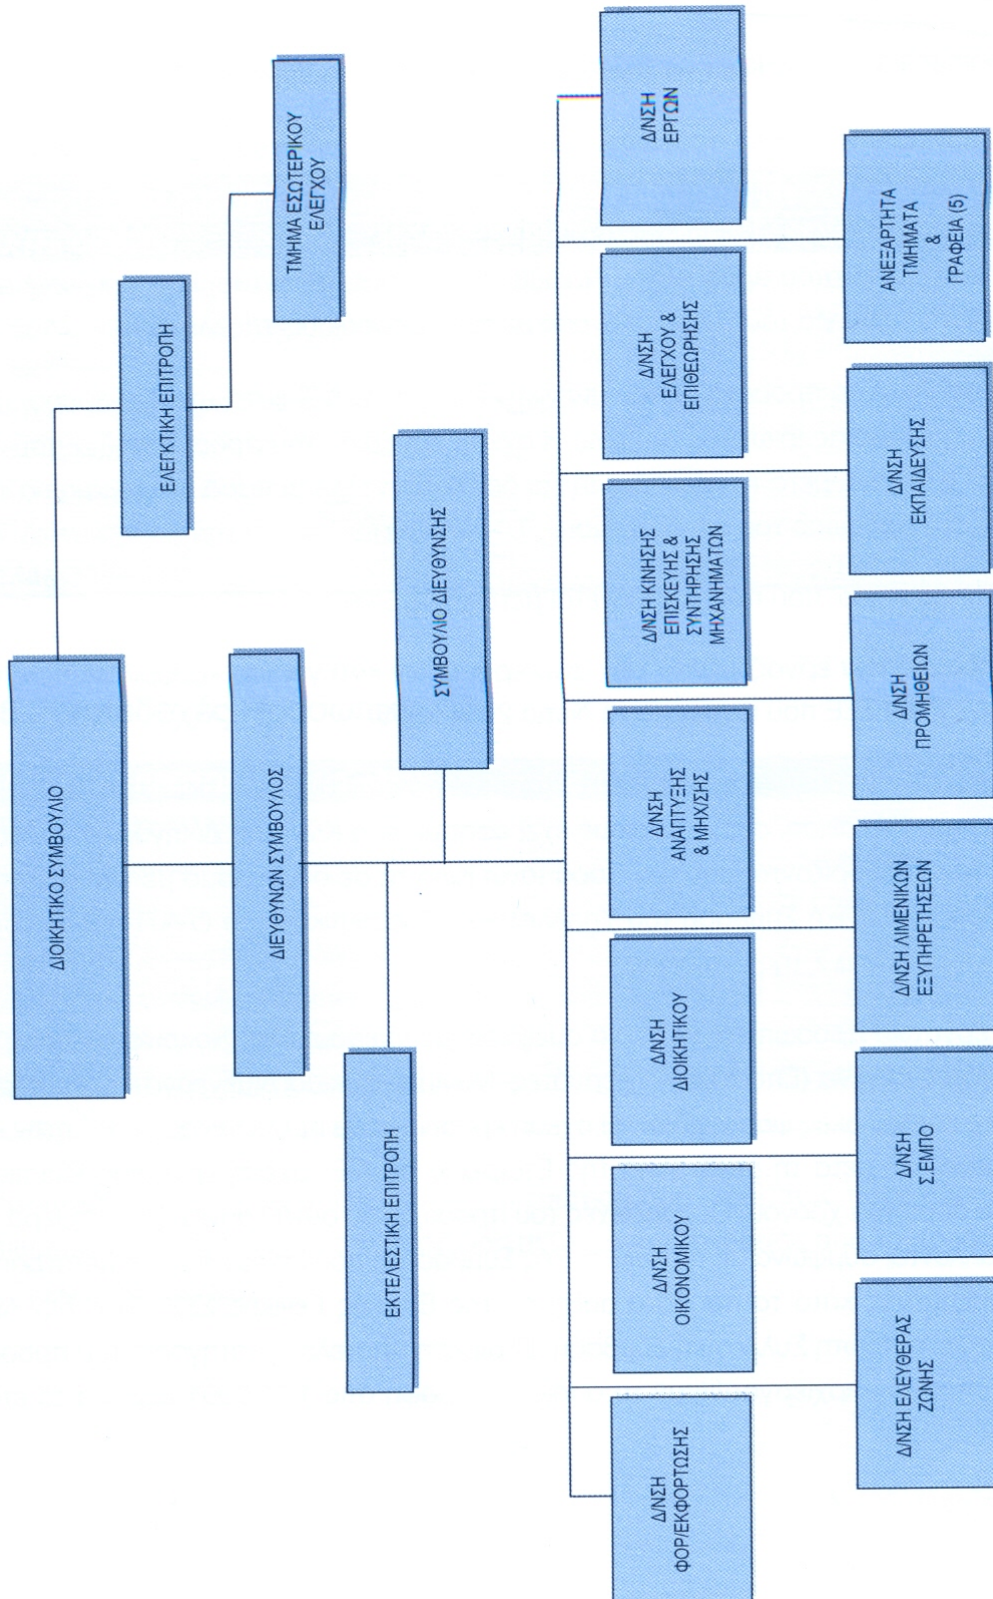 ΔΙΟΙΚΗΤΙΚΟ ΣΥΜΒΟΥΛΙΟ
ΕΛΕΓΚΤΙΚΗ ΕΠΙΤΡΟΠΗ
ΔΙΕΥΘΥΝΩΝ ΣΥΜΒΟΥΛΟΣ
ΤΜΗΜΑ ΕΣΩΤΕΡΙΚΟΥ
ΕΛΕΓΧΟΥ
ΕΚΤΕΛΕΣΤΙΚΗ ΕΠΙΤΡΟΠΗ
ΣΥΜΒΟΥΛΙΟ ΔΙΕΥΘΥΝΣΗΣ
Δ/ΝΣΗ
ΦΟΡ/ΕΚΦΟΡΤΩΣΗΣ
Δ/ΝΣΗ
ΟΙΚΟΝΟΜΙΚΟΥ
Δ/ΝΣΗ
ΔΙΟΙΚΗΤΙΚΟΥ
Δ/ΝΣΗ
ΑΝΑΠΤΥΞΗΣ
& ΜΗΧ/ΣΗΣ
Δ/ΝΣΗ ΚΙΝΗΣΗΣ
ΕΠΙΣΚΕΥΗΣ &
ΣΥΝΤΗΡΗΣΗΣ
ΜΗΧΑΝΗΜΑΤΩΝ
Δ/ΝΣΗ
ΕΛΕΓΧΟΥ &
ΕΠΙΘΕΩΡΗΣΗΣ
Δ/ΝΣΗ
ΕΡΓΩΝ
Δ/ΝΣΗ ΕΛΕΥΘΕΡΑΣ
ΖΩΝΗΣ
Δ/ΝΣΗ
Σ.ΕΜΠΟ
Δ/ΝΣΗ ΛΙΜΕΝΙΚΩΝ
ΕΞΥΠΗΡΕΤΗΣΕΩΝ
Δ/ΝΣΗ
ΠΡΟΜΗΘΕΙΩΝ
Δ/ΝΣΗ
ΕΚΠΑΙΔΕΥΣΗΣ
ΑΝΕΞΑΡΤΗΤΑ
ΤΜΗΜΑΤΑ
&
ΓΡΑΦΕΙΑ (5)